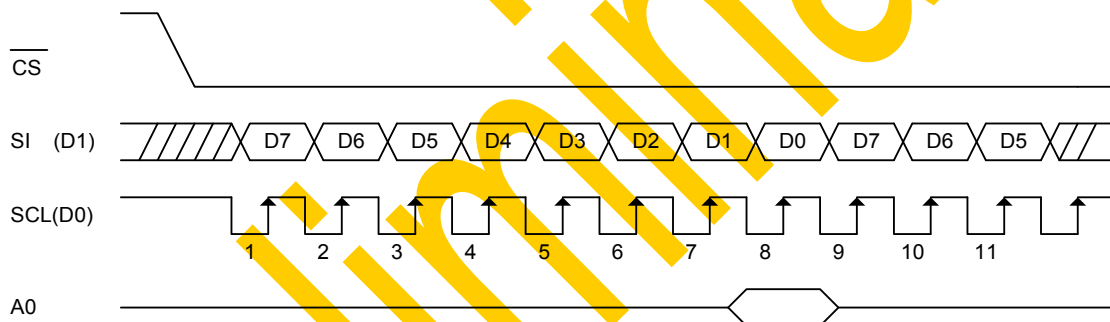 CS
SI (D1) D7 D6 D5 D4 D3 D2 D1 D0 D7 D6 D5
SCL(D0)
1 2 3 4 5 6 7 8 9 10 11
A0